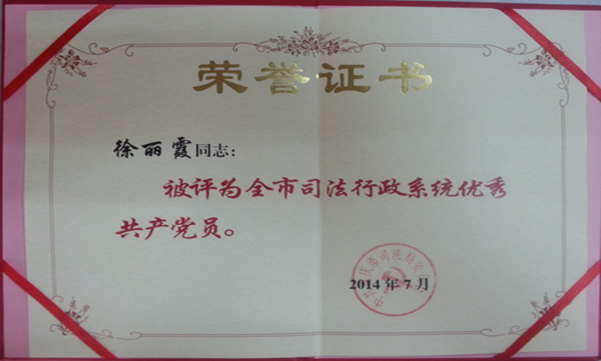 荣誉证书
徐丽霞同志：
被评为全市司法行政系统优秀
共产党员。
2014年7月